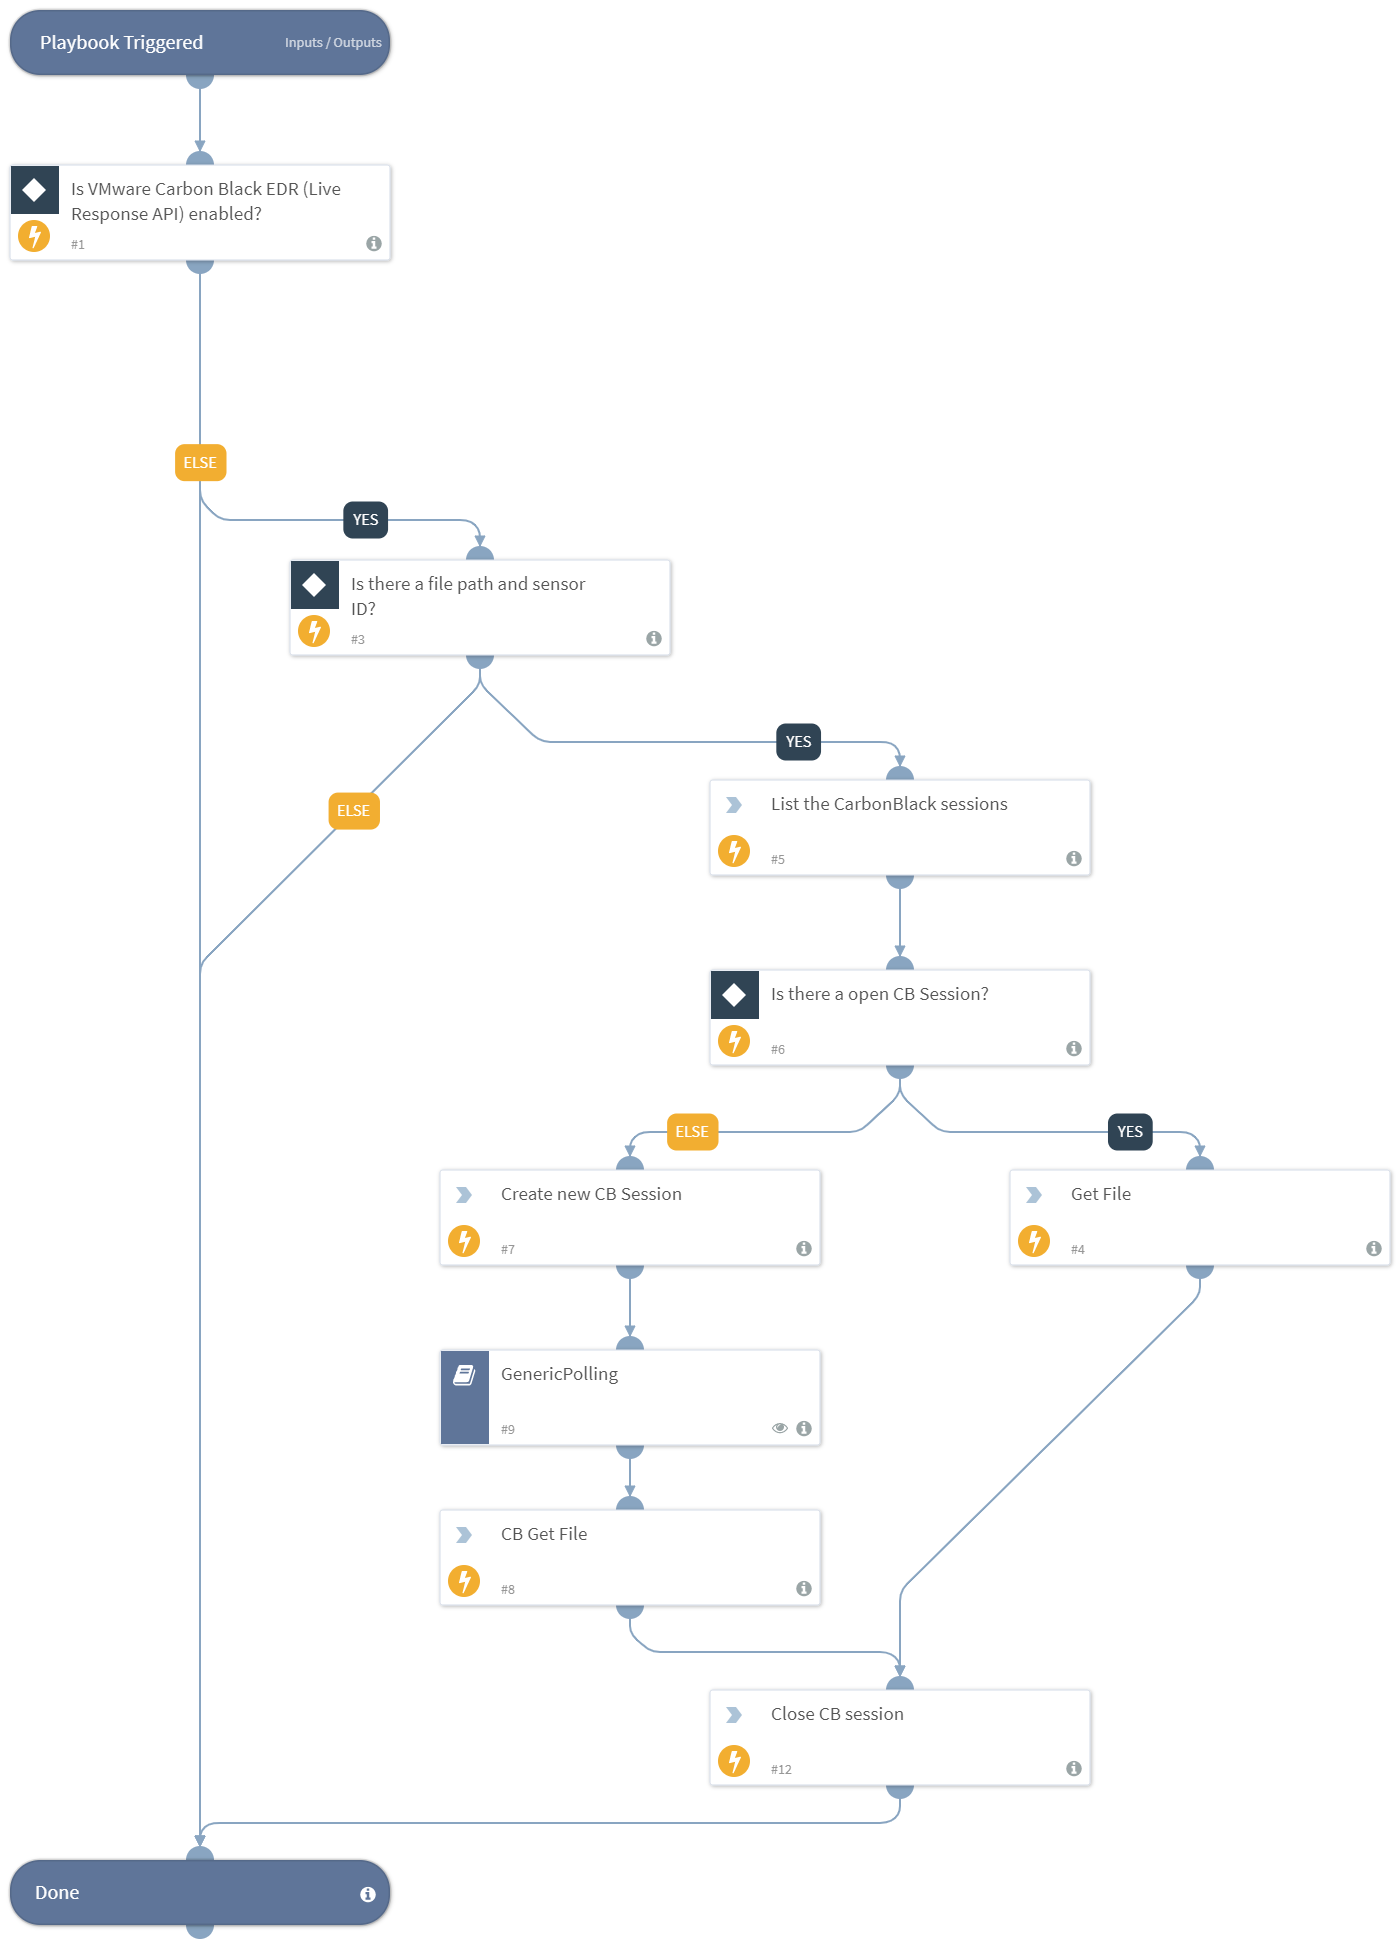 Playbook Triggered
Inputs / Outputs
Is VMware Carbon Black EDR (Live
Response API) enabled?
#1
ELSE
YES
Is there a file path and sensor
ID?
#3
YES
ELSE
List the CarbonBlack sessions
#5
Is there a open CB Session?
#6
ELSE
YES
Create new CB Session
#7
Get File
#4
GenericPolling
#9
CB Get File
#8
Close CB session
#12
Done